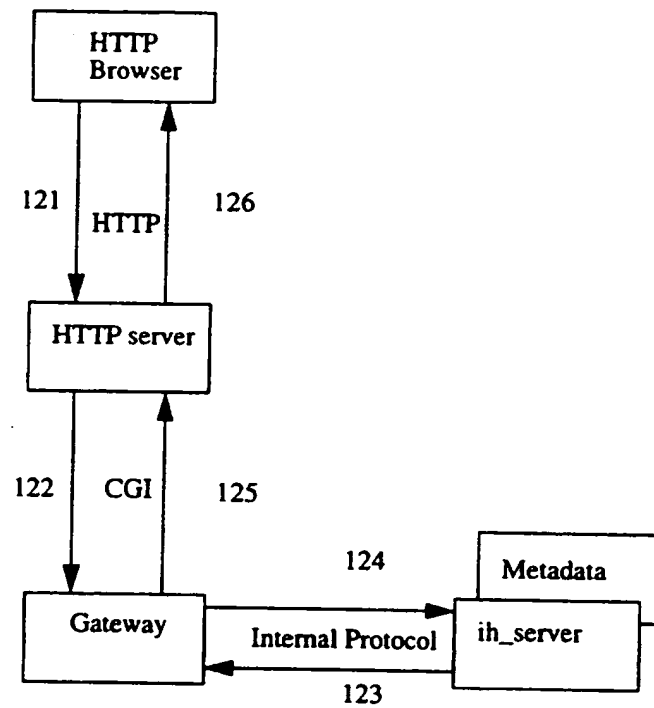 HTTP
Browser
121
HTTP
126
HTTP server
122
CGI
125
124
Metadata
Gateway
Internal Protocol
ih_server
123